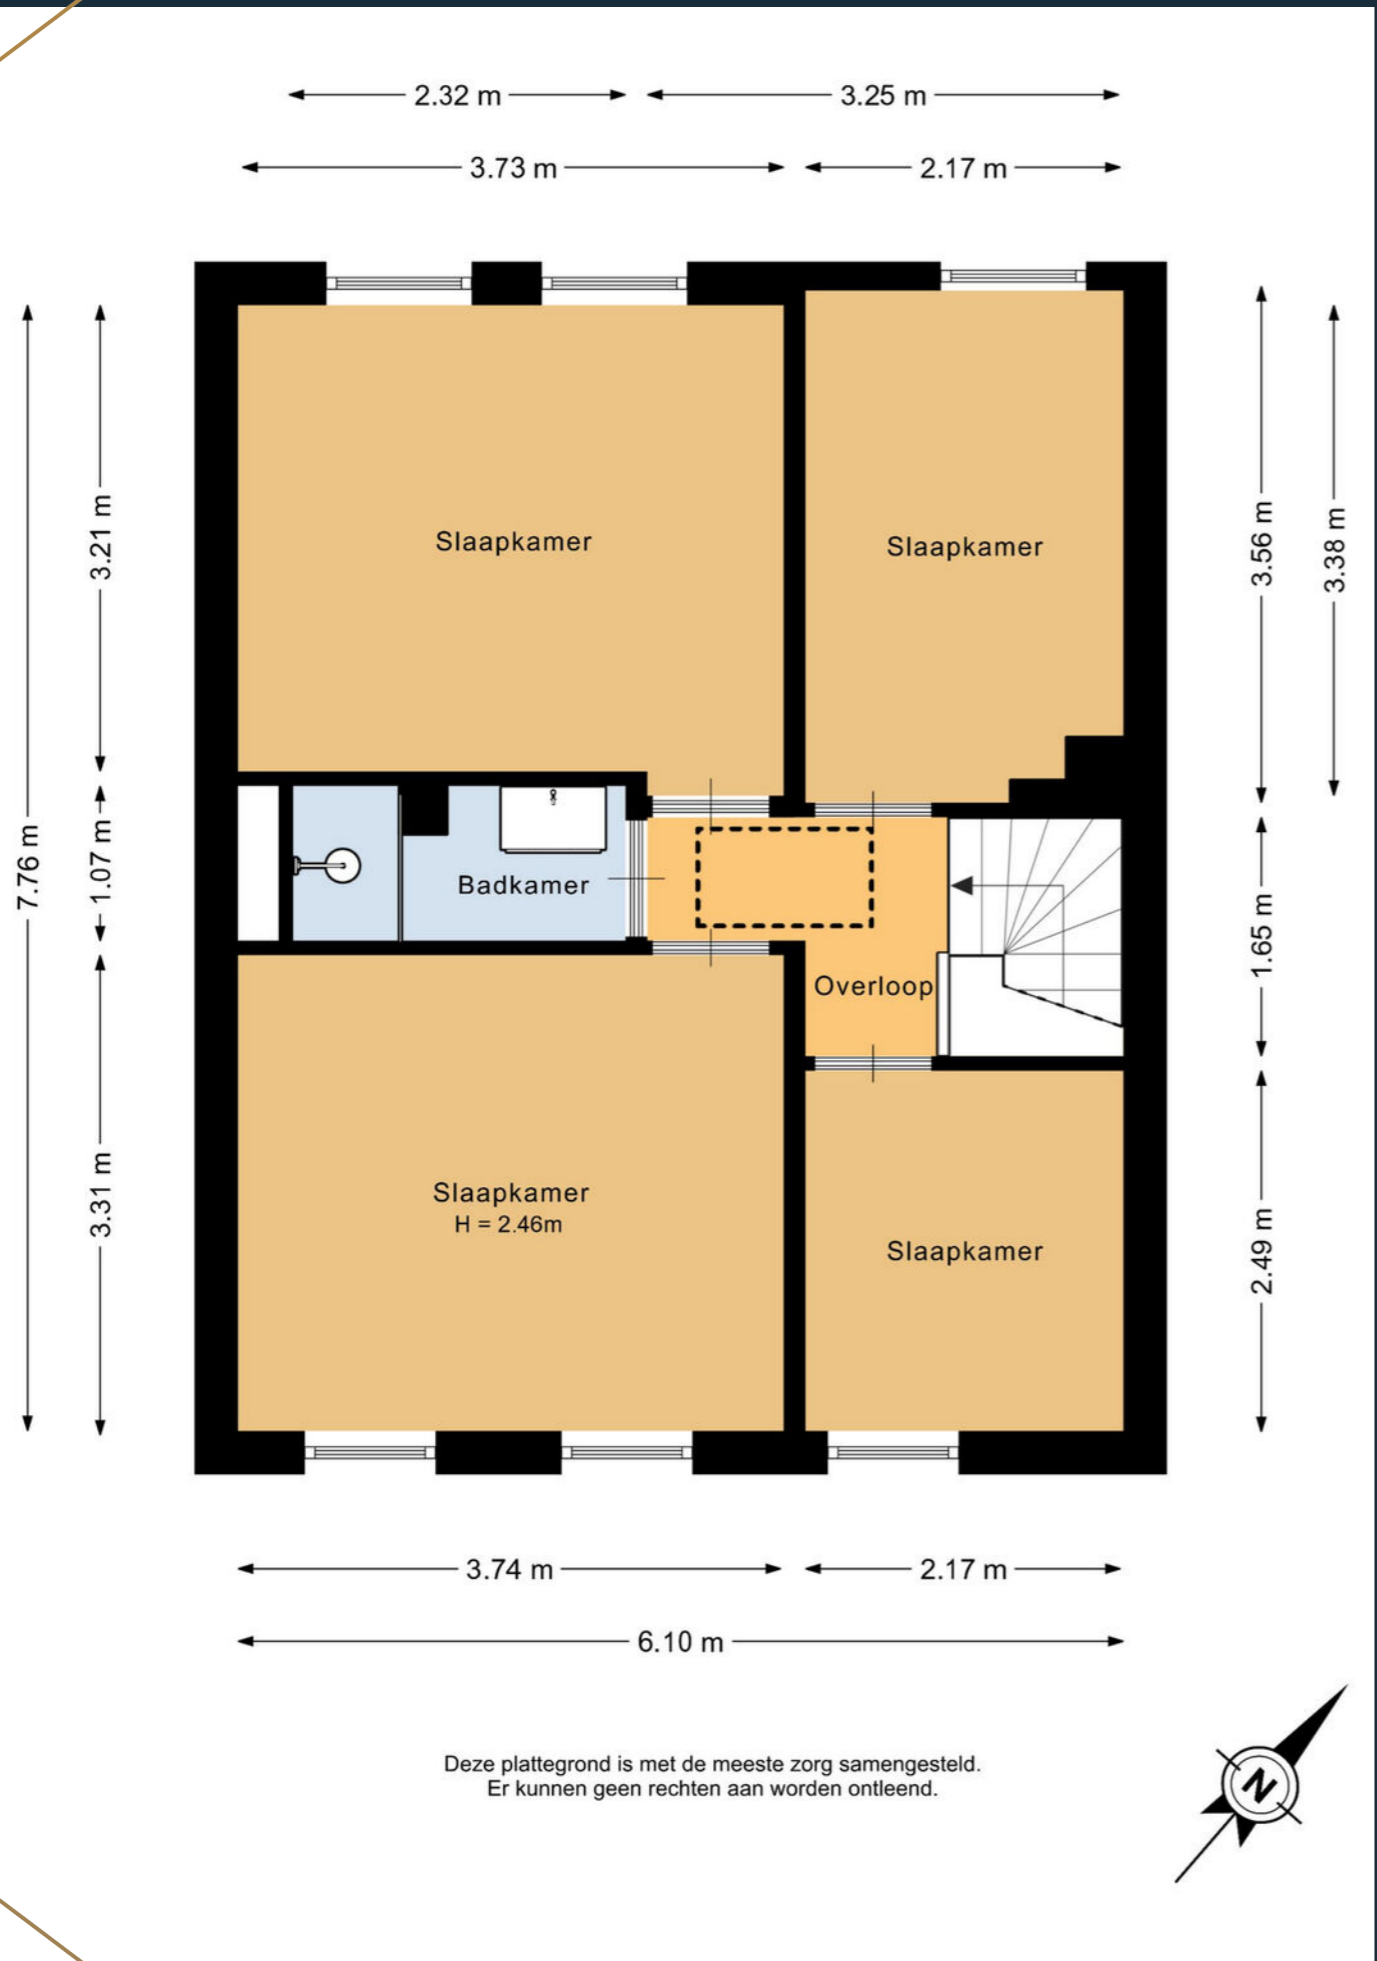 2.32 m
3.25 m
3.73 m
2.17 m
7.76 m
3.21 m
1.07 m
3.31 m
3.56 m
3.38 m
1.65 m
2.49 m
Slaapkamer
Slaapkamer
Badkamer
Overloop
Slaapkamer
H = 2.46m
Slaapkamer
3.74 m
2.17 m
6.10 m
Deze plattegrond is met de meeste zorg samengesteld.
Er kunnen geen rechten aan worden ontleend.
N